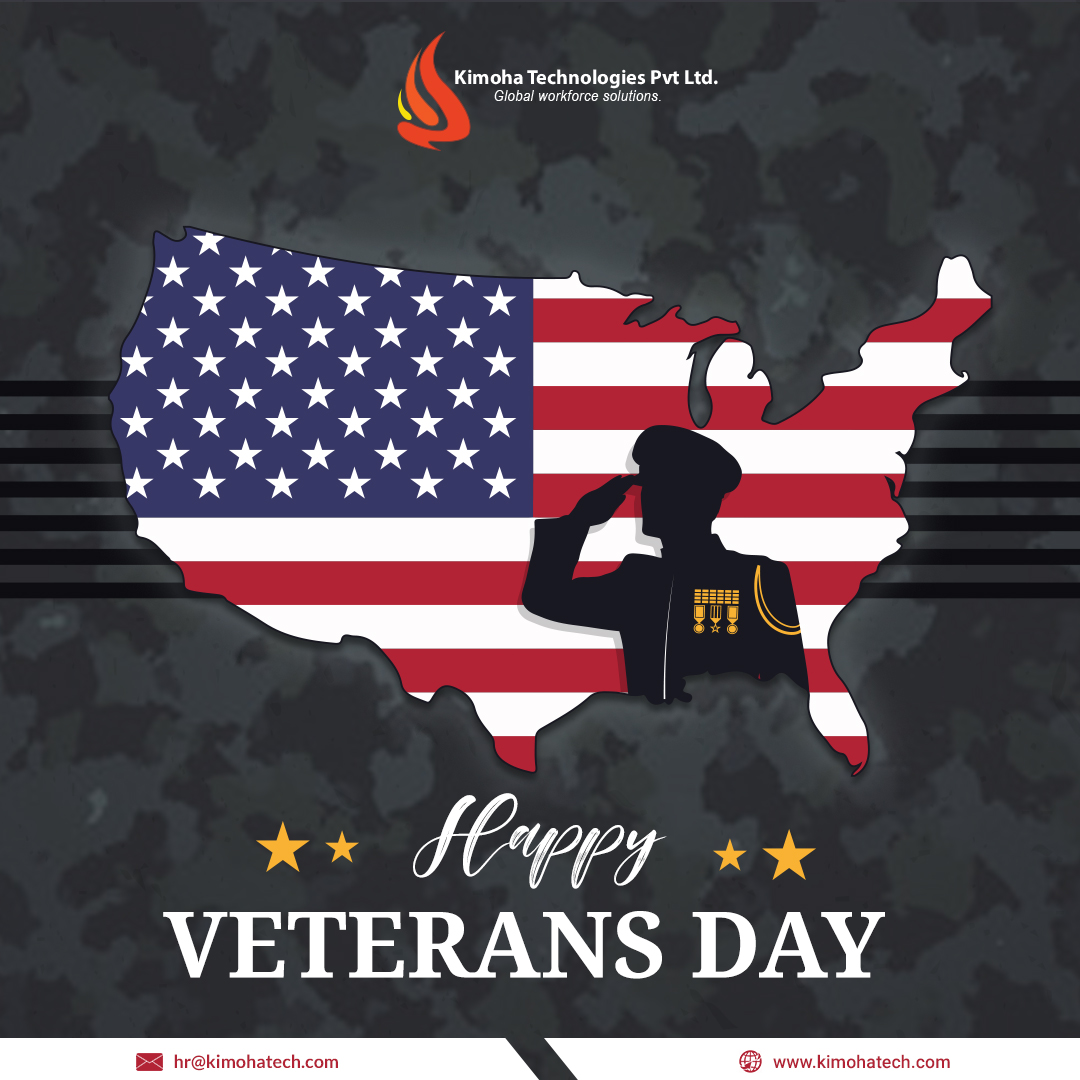 Kimoha Technologies Pvt Ltd.
Global workforce solutions.
Happy
VETERANS DAY
hr@kimohatech.com
www.kimohatech.com